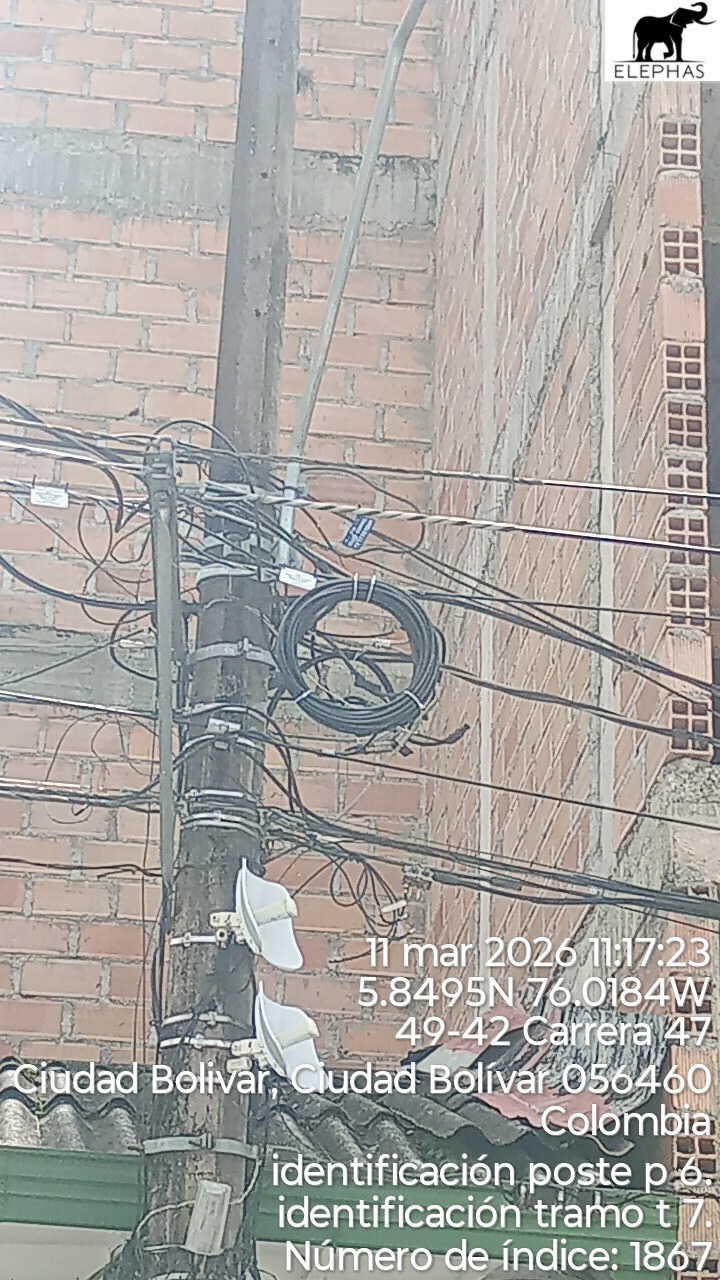 ELEPHAS
11 mar 2026 11:17:23
5.8495N 76.0184W
49-42 Carrera 47
Ciudad Bolivar, Ciudad Bolívar 056460
Colombia
identificación poste p 6.
identificación tramo t 7.
Número de índice: 1867